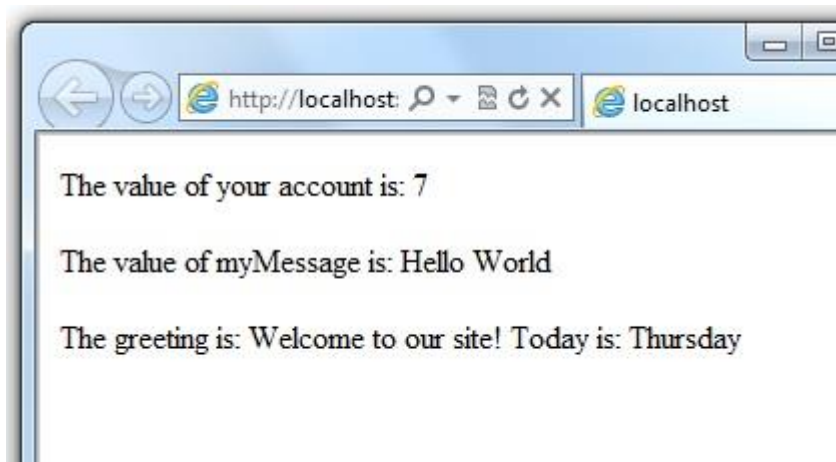 http://localhost:
localhost
The value of your account is: 7
The value of myMessage is: Hello World
The greeting is: Welcome to our site! Today is: Thursday